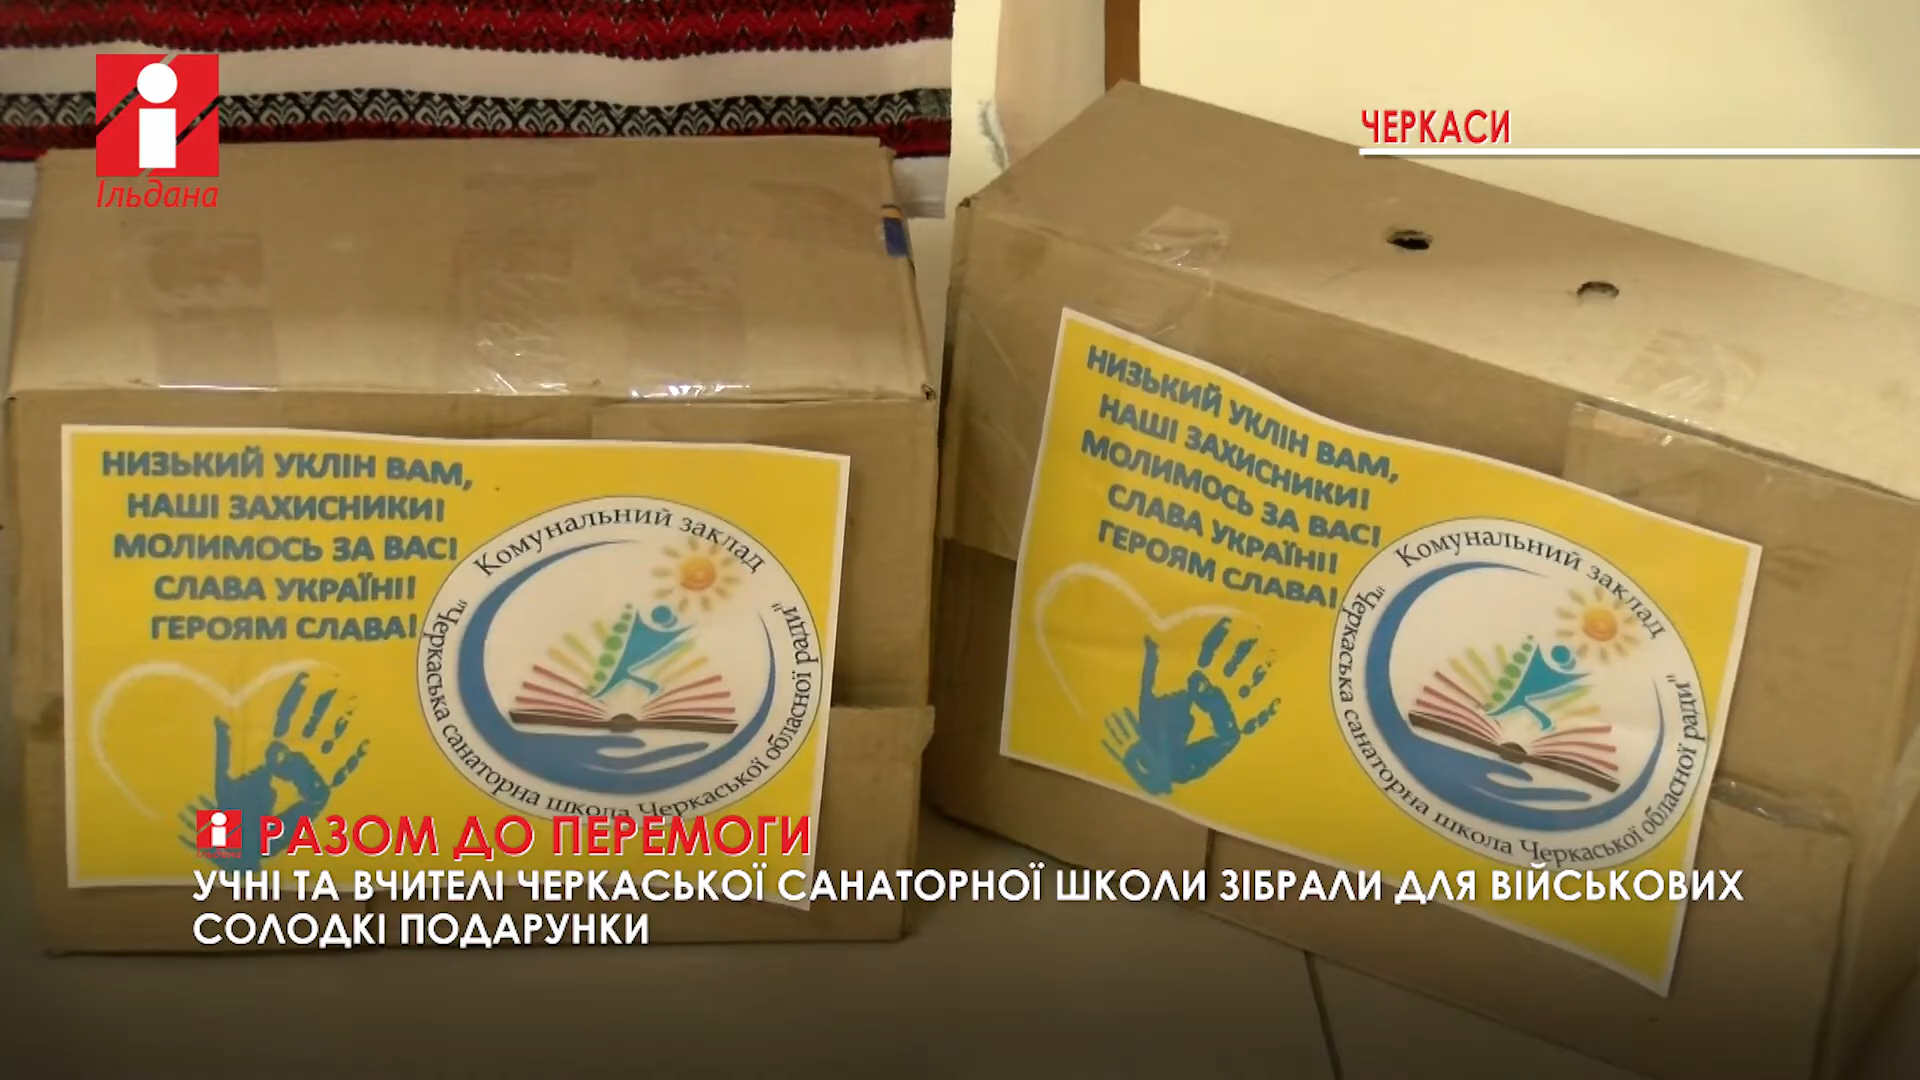 Ільдана
ЧЕРКАСИ
НИЗЬКИЙ УКЛІН ВАМ,
НАШІ ЗАХИСНИКИ!
МОЛИМОСЬ ЗА ВАС!
СЛАВА УКРАЇНІ!
ГЕРОЯМ СЛАВА!
Комунальний заклад
"Черкаська санаторна школа Черкаської обласної ради"
НИЗЬКИЙ УКЛІН ВАМ,
НАШІ ЗАХИСНИКИ!
МОЛИМОСЬ ЗА ВАС!
СЛАВА УКРАЇНІ!
ГЕРОЯМ СЛАВА!
Комунальний заклад
"Черкаська санаторна школа Черкаської обласної ради"
Ільдана
РАЗОМ ДО ПЕРЕМОГИ
УЧНІ ТА ВЧИТЕЛІ ЧЕРКАСЬКОЇ САНАТОРНОЇ ШКОЛИ ЗІБРАЛИ ДЛЯ ВІЙСЬКОВИХ
СОЛОДКІ ПОДАРУНКИ